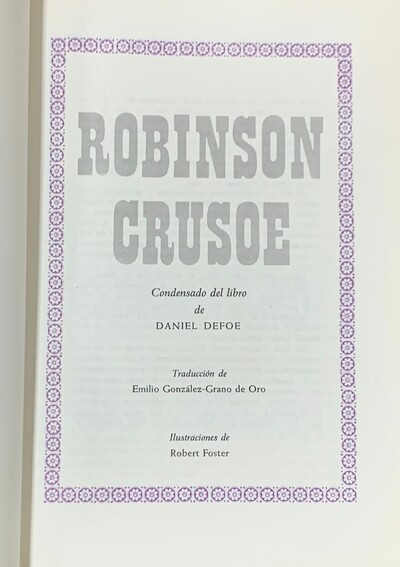 ROBINSON
CRUSOE
Condensado del libro
de
DANIEL DEFOE
Traducción de
Emilio González-Grano de Oro
Ilustraciones de
Robert Foster